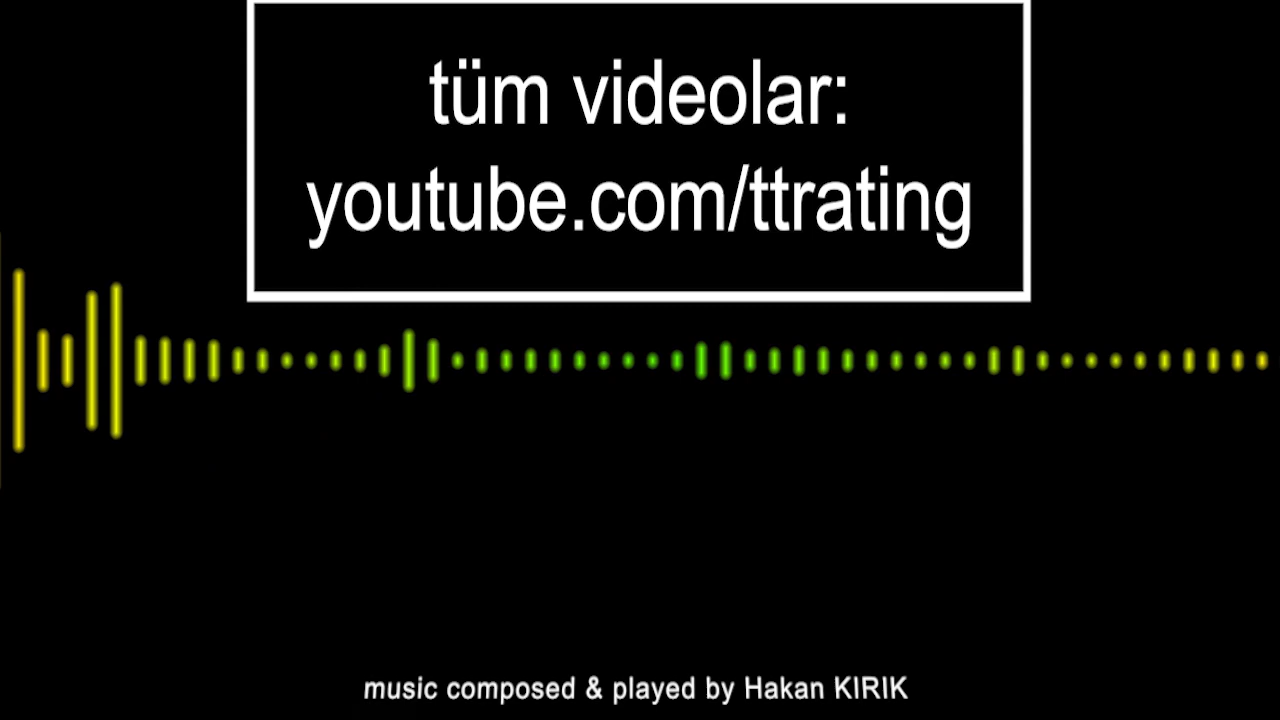 tüm videolar:
youtube.com/ttrating
music composed & played by Hakan KIRIK